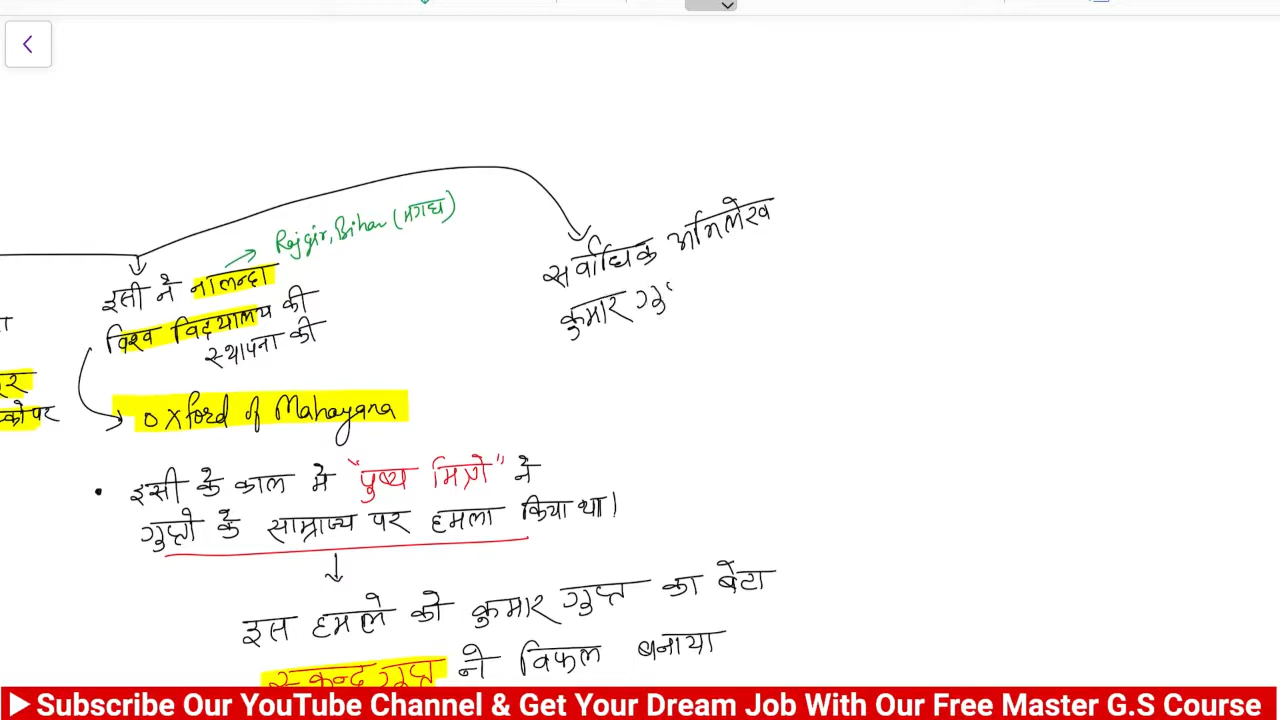 Rajgir, Bihar (मगध)
इसी ने नालन्दा
विश्व विद्यालय की
स्थापना की
Oxford of Mahayana
सर्वाधिक अभिलेख
कुमार गु
• इसी के काल मे "पुष्य मित्रो" ने
गुप्तो के साम्राज्य पर हमला किया था।
इस हमले को कुमार गुप्त का बेटा
स्कन्द गुप्त ने विफल बनाया
Subscribe Our YouTube Channel & Get Your Dream Job With Our Free Master G.S Course